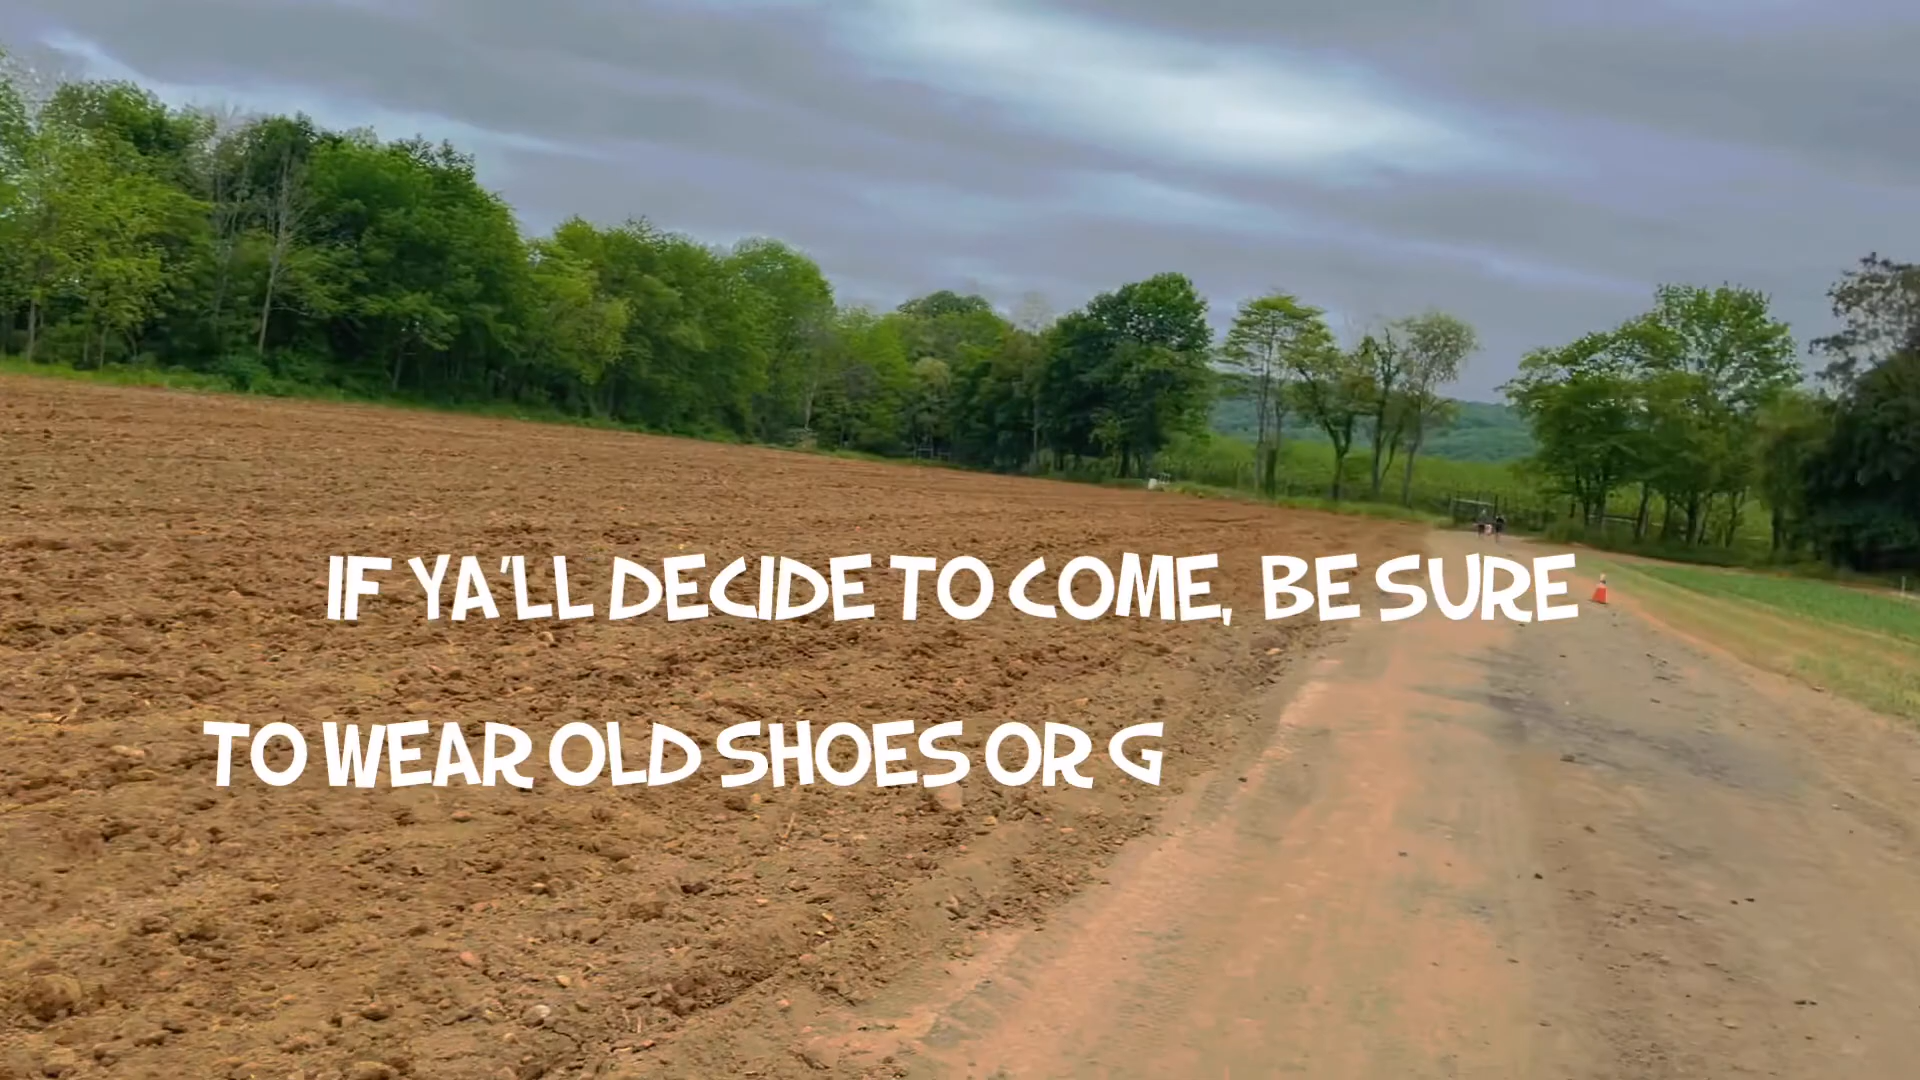 IF YA'LL DECIDE TO COME, BE SURE
TO WEAR OLD SHOES OR G